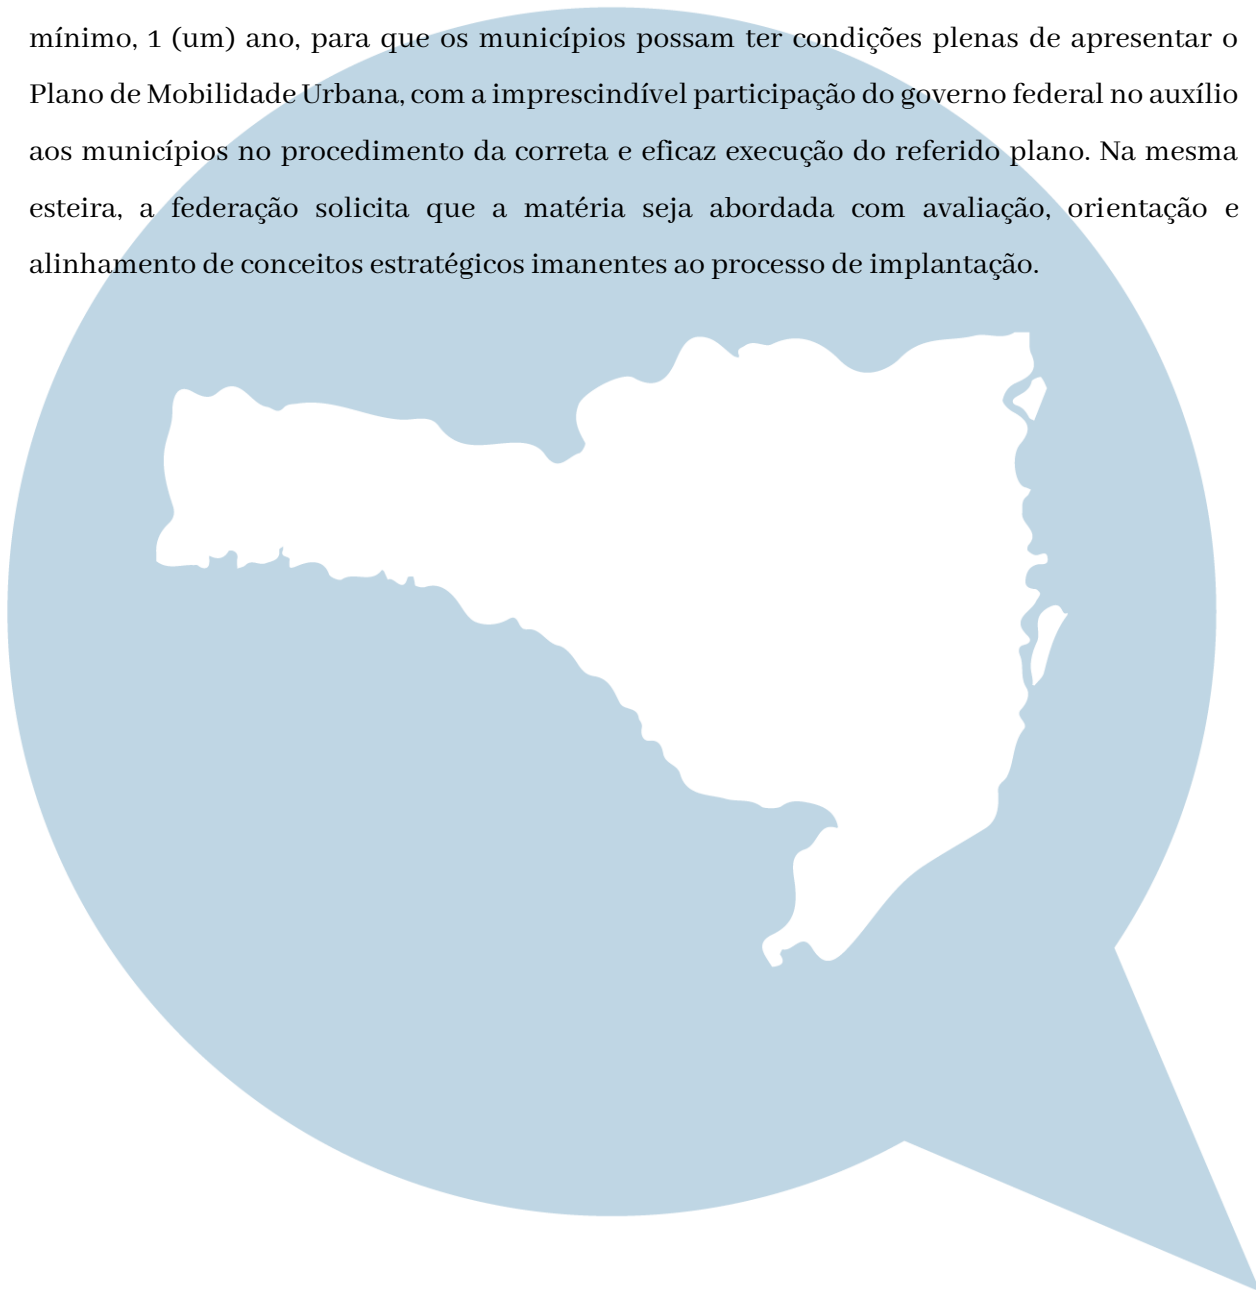 mínimo, 1 (um) ano, para que os municípios possam ter condições plenas de apresentar o
Plano de Mobilidade Urbana, com a imprescindível participação do governo federal no auxílio
aos municípios no procedimento da correta e eficaz execução do referido plano. Na mesma
esteira, a federação solicita que a matéria seja abordada com avaliação, orientação e
alinhamento de conceitos estratégicos imanentes ao processo de implantação.